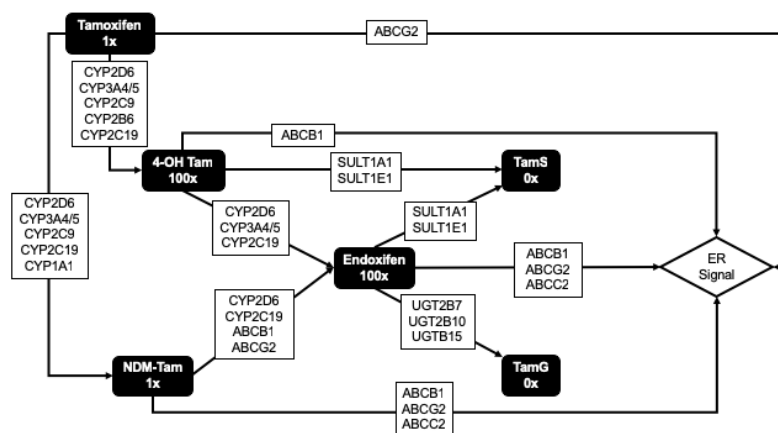 Tamoxifen
1x
ABCG2
CYP2D6
CYP3A4/5
CYP2C9
CYP2B6
CYP2C19
ABCB1
4-OH Tam
100x
SULT1A1
SULT1E1
TamS
0x
CYP2D6
CYP3A4/5
CYP2C9
CYP2C19
CYP1A1
CYP2D6
CYP3A4/5
CYP2C19
SULT1A1
SULT1E1
Endoxifen
100x
ABCB1
ABCG2
ABCC2
ER
Signal
CYP2D6
CYP2C19
ABCB1
ABCG2
UGT2B7
UGT2B10
UGTB15
NDM-Tam
1x
TamG
0x
ABCB1
ABCG2
ABCC2